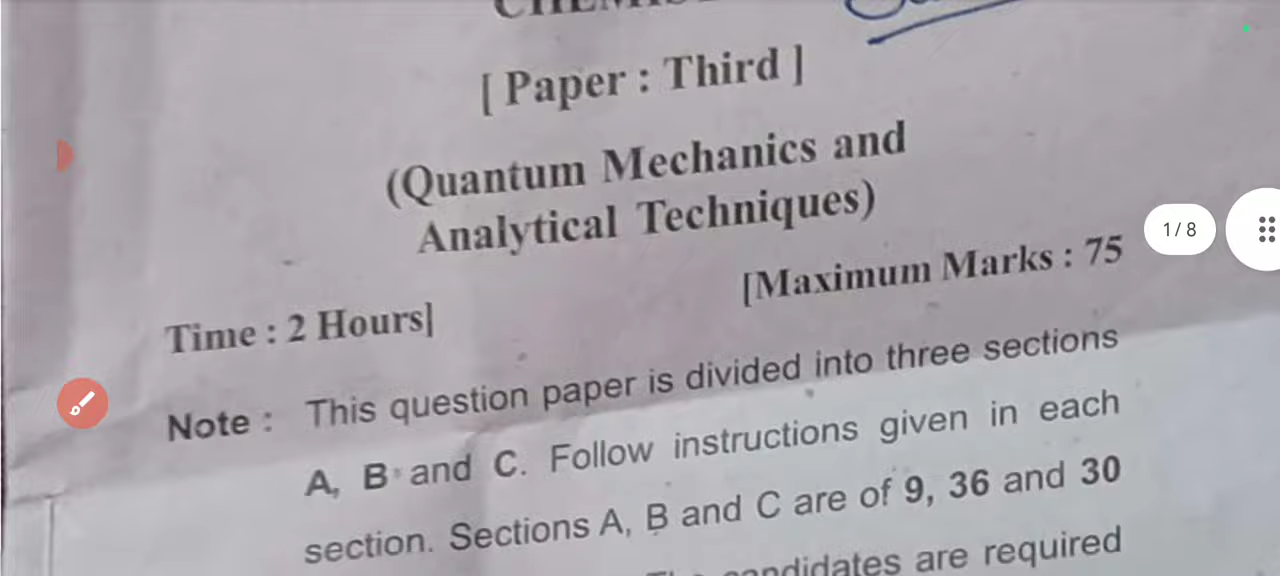 [ Paper : Third ]
(Quantum Mechanics and
Analytical Techniques)
1 / 8
[Maximum Marks : 75
Time : 2 Hours]
Note : This question paper is divided into three sections
A, B and C. Follow instructions given in each
section. Sections A, B and C are of 9, 36 and 30
candidates are required